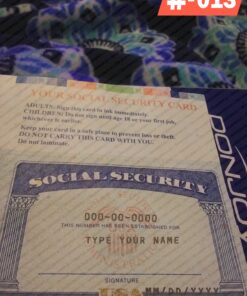 #-013
YOUR SOCIAL SECURITY CARD
ADULTS: Sign this card in ink immediately.
CHILDREN: Do not sign until age 18 or your first job,
whichever is earlier.
Keep your card in a safe place to prevent loss or theft.
DO NOT CARRY THIS CARD WITH YOU.
Do not laminate.
DONJOY
SOCIAL SECURITY
000-00-0000
THIS NUMBER HAS BEEN ESTABLISHED FOR
TYPE YOUR NAME
SIGNATURE
USA
MM/DD/YYYY